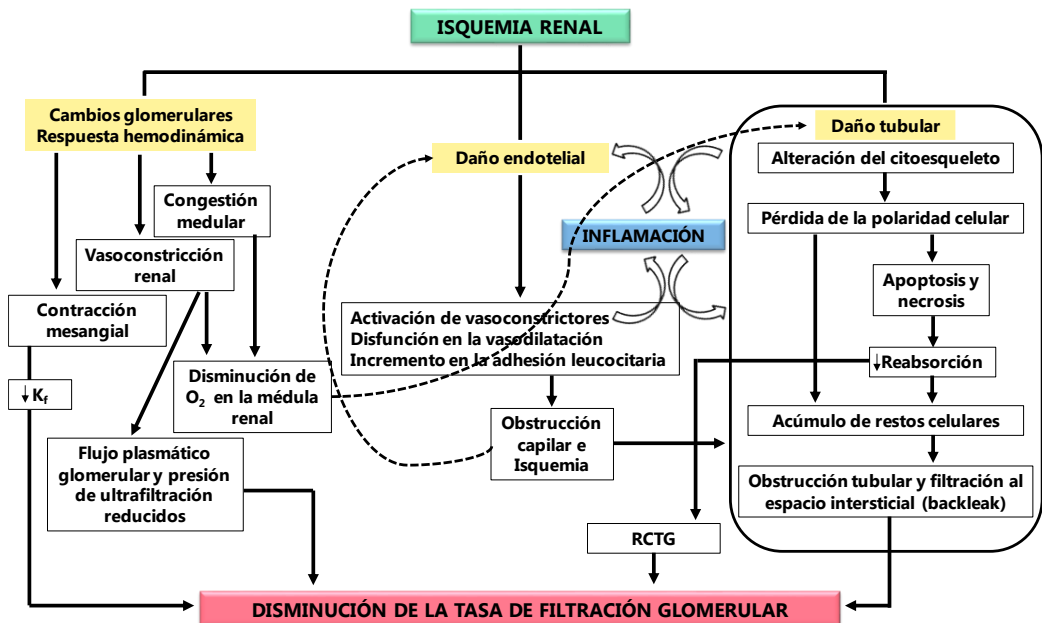 ISQUEMIA RENAL
Cambios glomerulares
Respuesta hemodinámica
Congestión
medular
Vasoconstricción
renal
Contracción
mesangial
↓ Kf
Disminución de
O2 en la médula
renal
Flujo plasmático
glomerular y presión
de ultrafiltración
reducidos
Daño endotelial
INFLAMACIÓN
Activación de vasoconstrictores
Disfunción en la vasodilatación
Incremento en la adhesión leucocitaria
Obstrucción
capilar e
Isquemia
RCTG
Daño tubular
Alteración del citoesqueleto
Pérdida de la polaridad celular
Apoptosis y
necrosis
↓Reabsorción
Acúmulo de restos celulares
Obstrucción tubular y filtración al
espacio intersticial (backleak)
DISMINUCIÓN DE LA TASA DE FILTRACIÓN GLOMERULAR